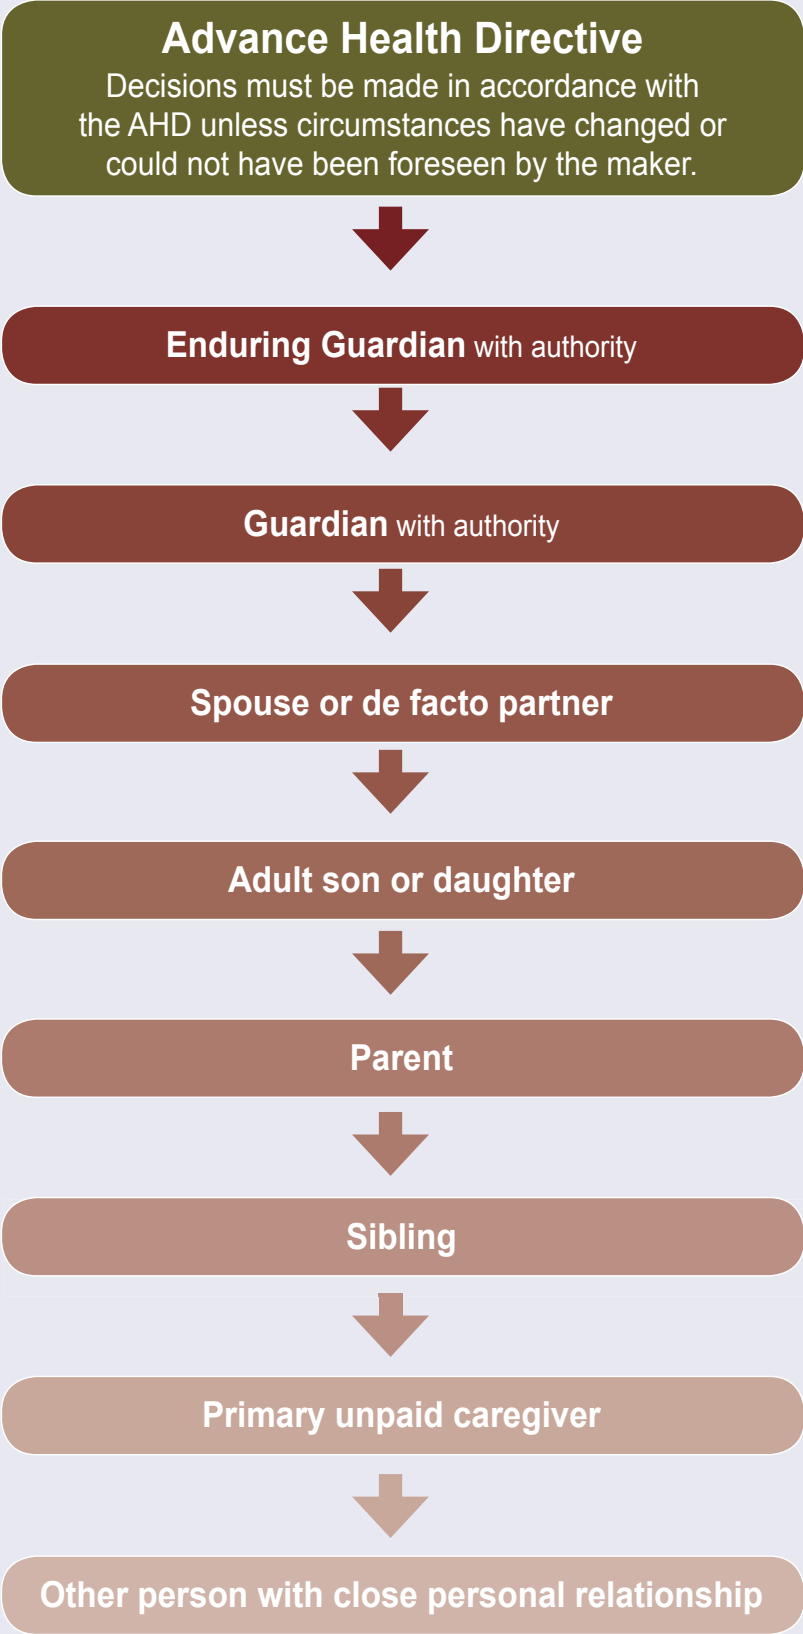 Advance Health Directive
Decisions must be made in accordance with
the AHD unless circumstances have changed or
could not have been foreseen by the maker.
Enduring Guardian with authority
Guardian with authority
Spouse or de facto partner
Adult son or daughter
Parent
Sibling
Primary unpaid caregiver
Other person with close personal relationship